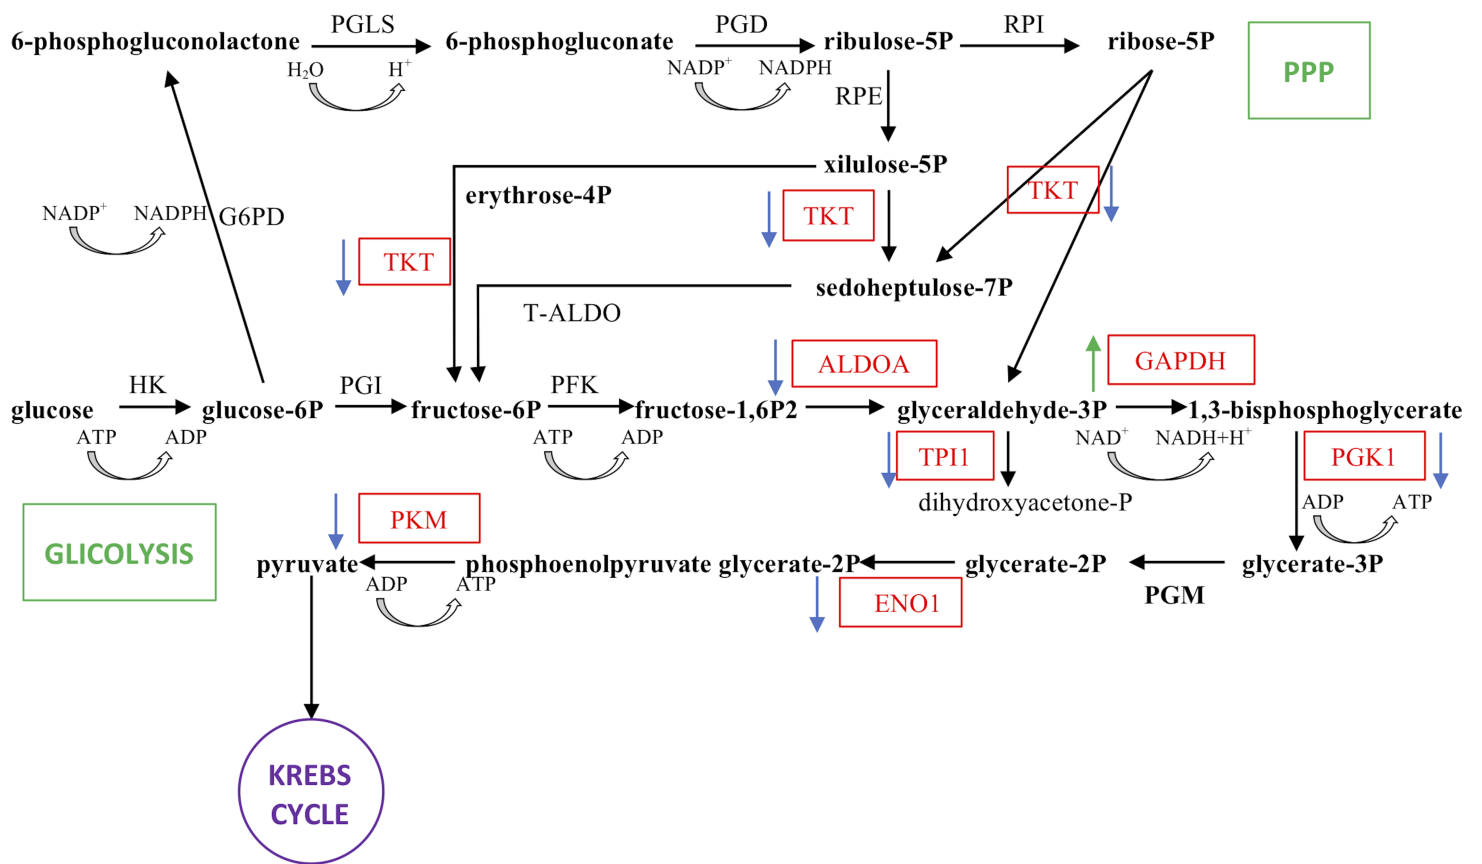 PGLS
PGD
RPI
6-phosphogluconolactone
6-phosphogluconate
ribulose-5P
ribose-5P
PPP
H₂O
H⁺
NADP⁺
NADPH
RPE
xilulose-5P
erythrose-4P
TKT
TKT
NADP⁺
NADPH
G6PD
TKT
sedoheptulose-7P
T-ALDO
ALDOA
GAPDH
HK
PGI
PFK
glucose
glucose-6P
fructose-6P
fructose-1,6P2
glyceraldehyde-3P
1,3-bisphosphoglycerate
ATP
ADP
ATP
ADP
TPI1
NAD⁺
NADH+H⁺
PGK1
dihydroxyacetone-P
ADP
ATP
PKM
GLICOLYSIS
pyruvate
phosphoenolpyruvate
glycerate-2P
glycerate-2P
glycerate-3P
ADP
ATP
PGM
ENO1
KREBS
CYCLE